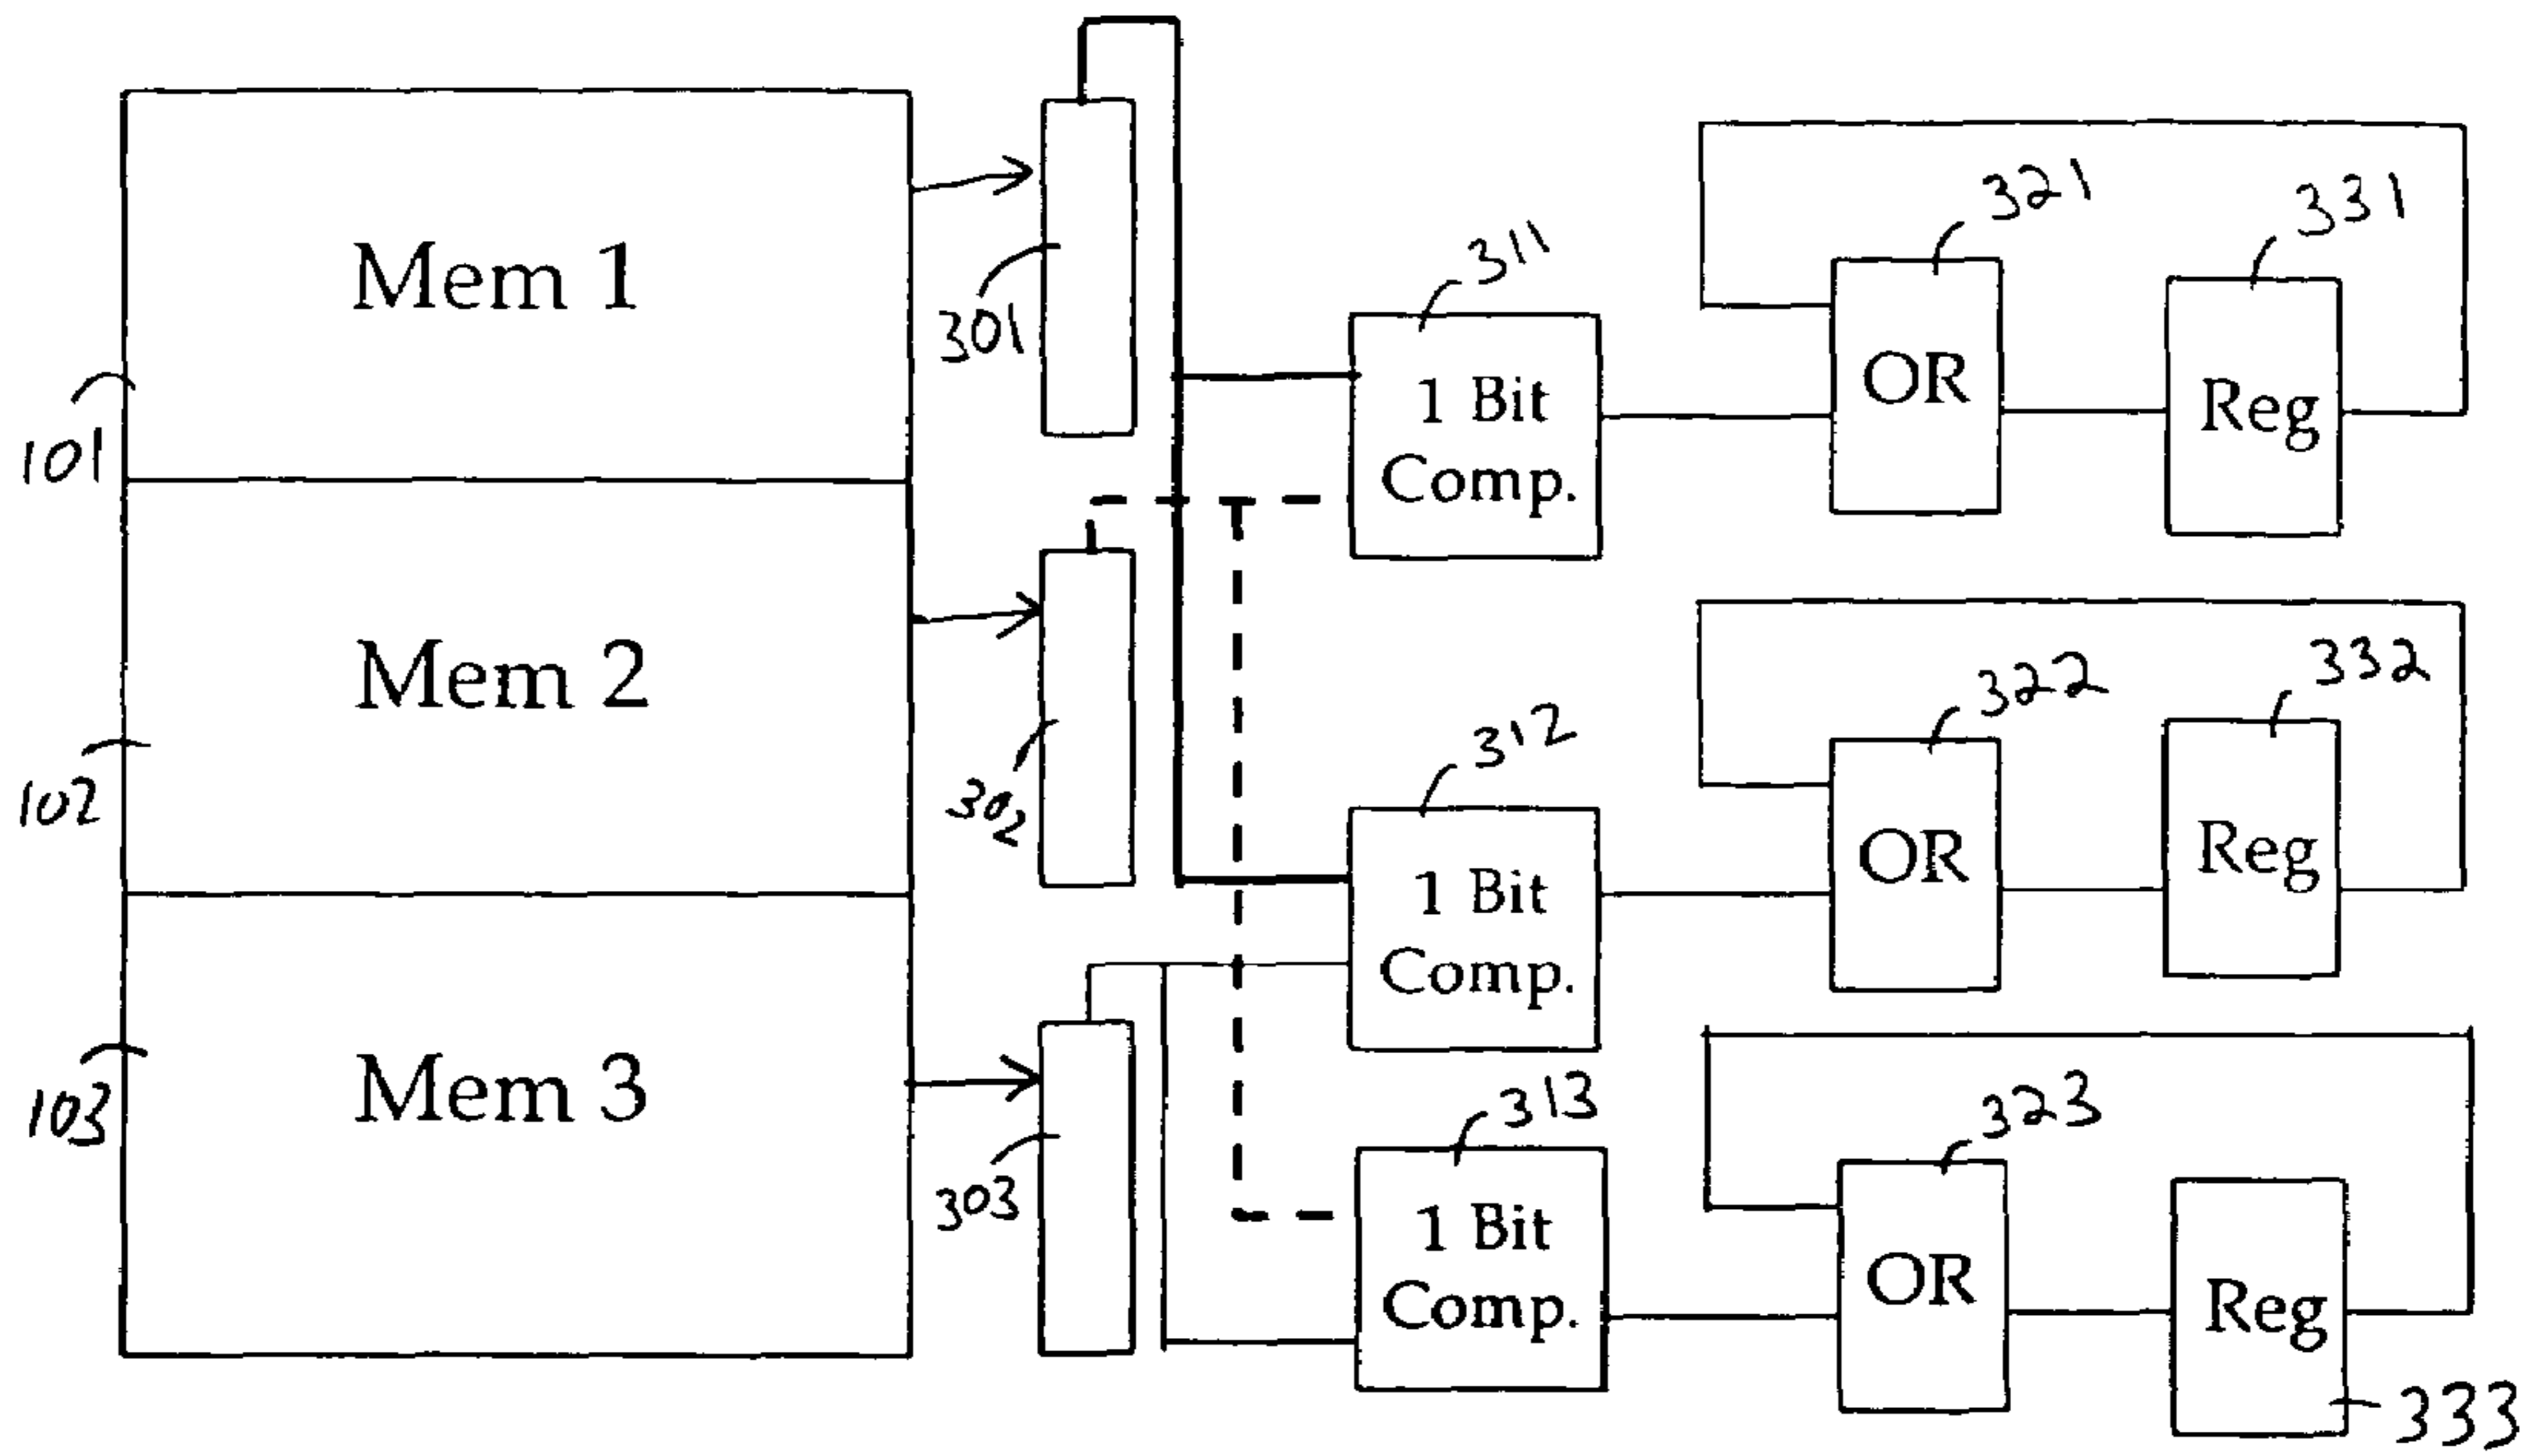 Mem 1
101
301
311
1 Bit
Comp.
321
OR
331
Reg
Mem 2
102
302
312
1 Bit
Comp.
322
OR
332
Reg
Mem 3
103
303
313
1 Bit
Comp.
323
OR
Reg
333